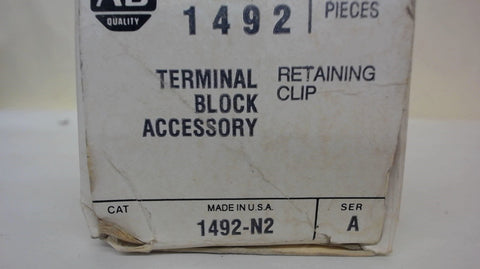 AB
QUALITY
1492
PIECES
TERMINAL
BLOCK
ACCESSORY
RETAINING
CLIP
CAT
MADE IN U.S.A.
1492-N2
SER
A